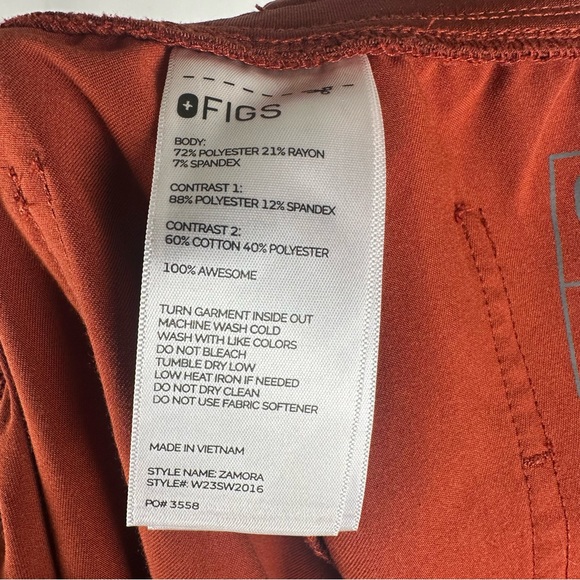 FIGS
BODY:
72% POLYESTER 21% RAYON
7% SPANDEX
CONTRAST 1:
88% POLYESTER 12% SPANDEX
CONTRAST 2:
60% COTTON 40% POLYESTER
100% AWESOME
TURN GARMENT INSIDE OUT
MACHINE WASH COLD
WASH WITH LIKE COLORS
DO NOT BLEACH
TUMBLE DRY LOW
LOW HEAT IRON IF NEEDED
DO NOT DRY CLEAN
DO NOT USE FABRIC SOFTENER
MADE IN VIETNAM
STYLE NAME: ZAMORA
STYLE#: W23SW2016
PO# 3558